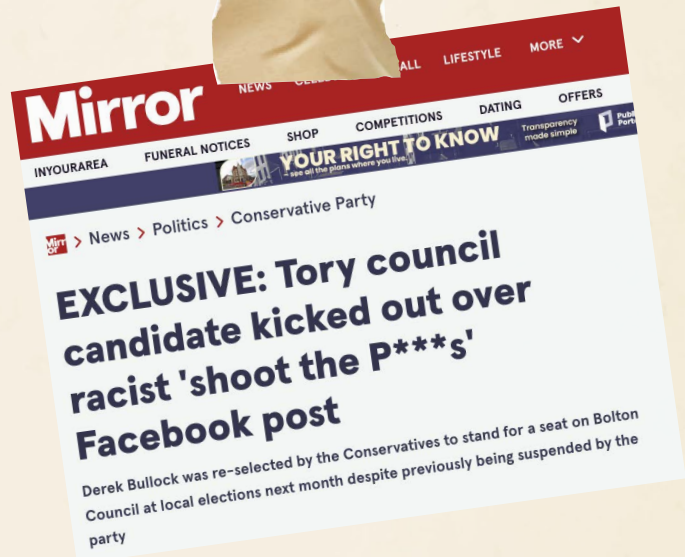 Mirror
NEWS LIFESTYLE MORE
INYOURAREA FUNERAL NOTICES SHOP COMPETITIONS DATING OFFERS
YOUR RIGHT TO KNOW
– see all the plans where you live.
Transparency
made simple
Mirror > News > Politics > Conservative Party
EXCLUSIVE: Tory council
candidate kicked out over
racist 'shoot the P***s'
Facebook post
Derek Bullock was re-selected by the Conservatives to stand for a seat on Bolton
Council at local elections next month despite previously being suspended by the
party